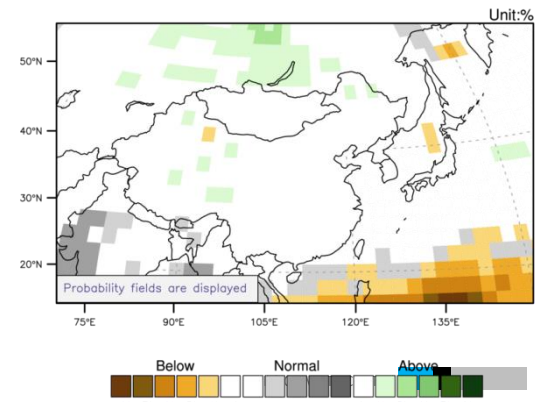 Unit:%
50°N
40°N
30°N
20°N
Probability fields are displayed
75°E 90°E 105°E 120°E 135°E
Below Normal Above